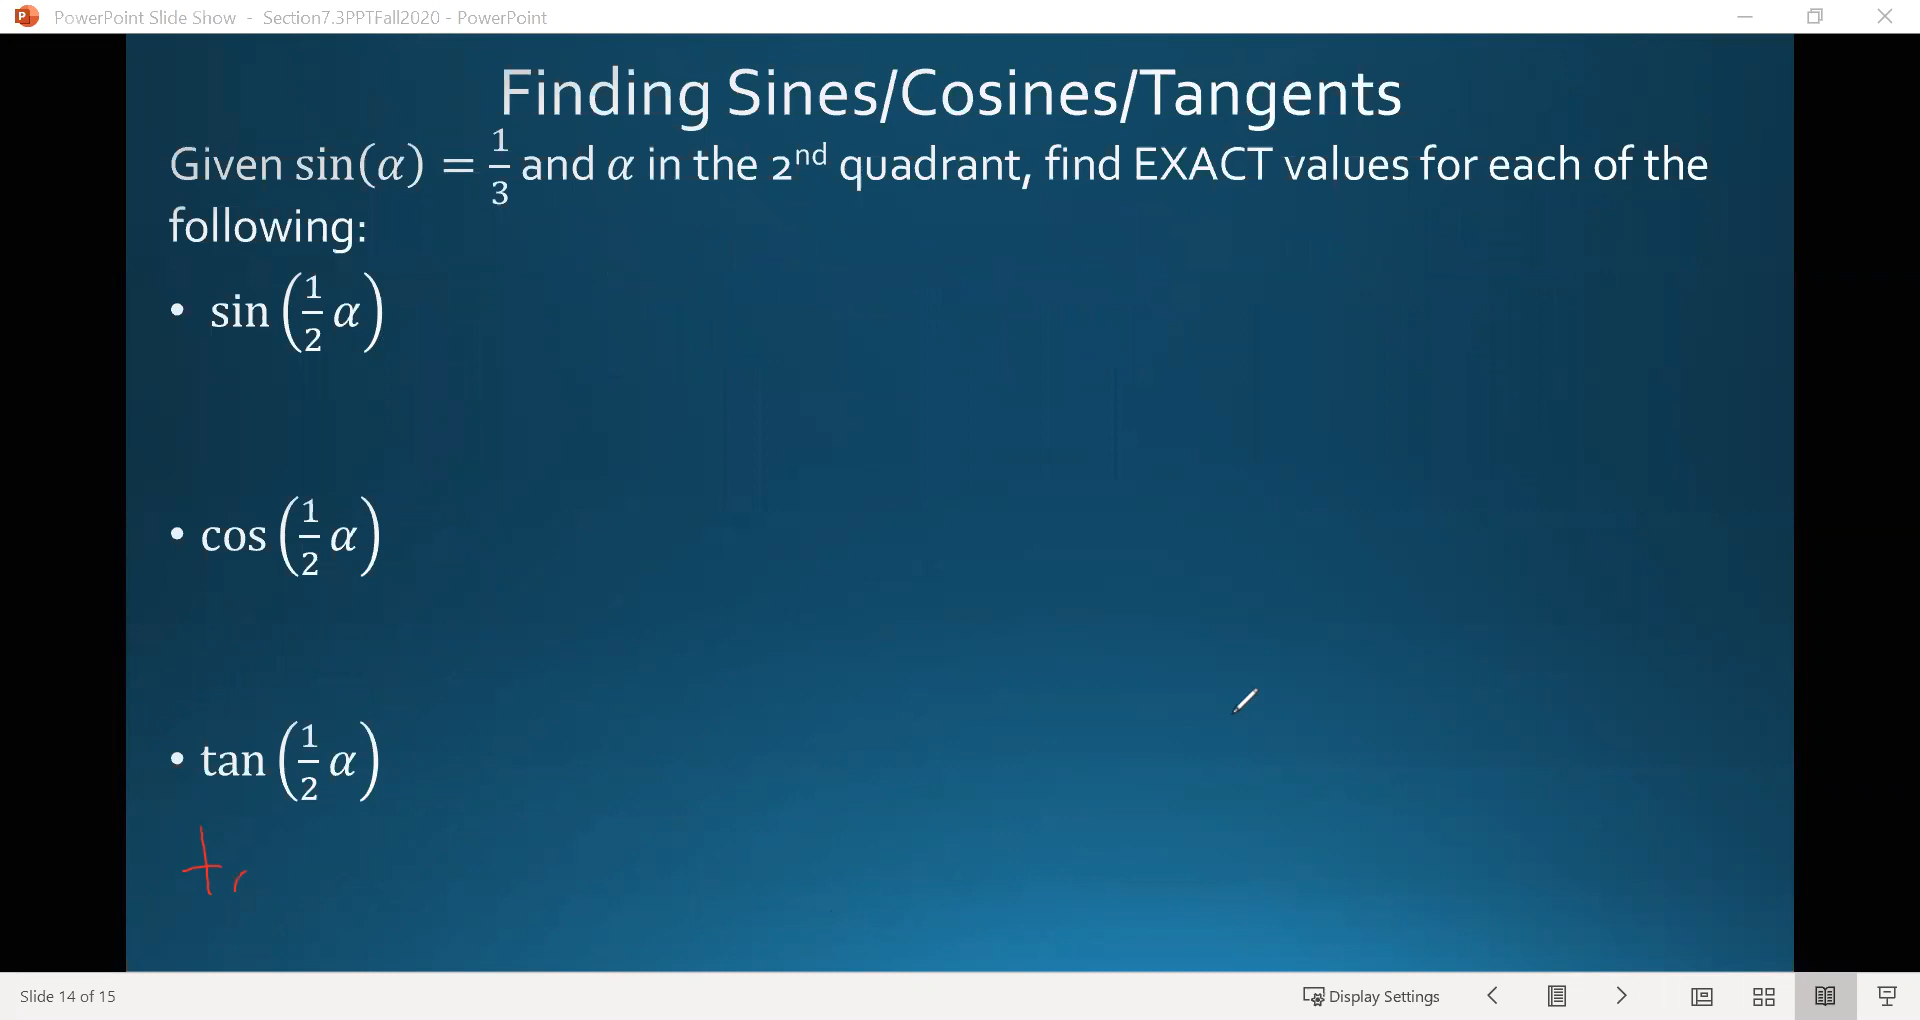 PowerPoint Slide Show - Section7.3PPTFall2020 - PowerPoint
Finding Sines/Cosines/Tangents
Given sin(α) = 1/3 and α in the 2nd quadrant, find EXACT values for each of the
following:
• sin(1/2 α)
• cos(1/2 α)
• tan(1/2 α)
Slide 14 of 15
Display Settings